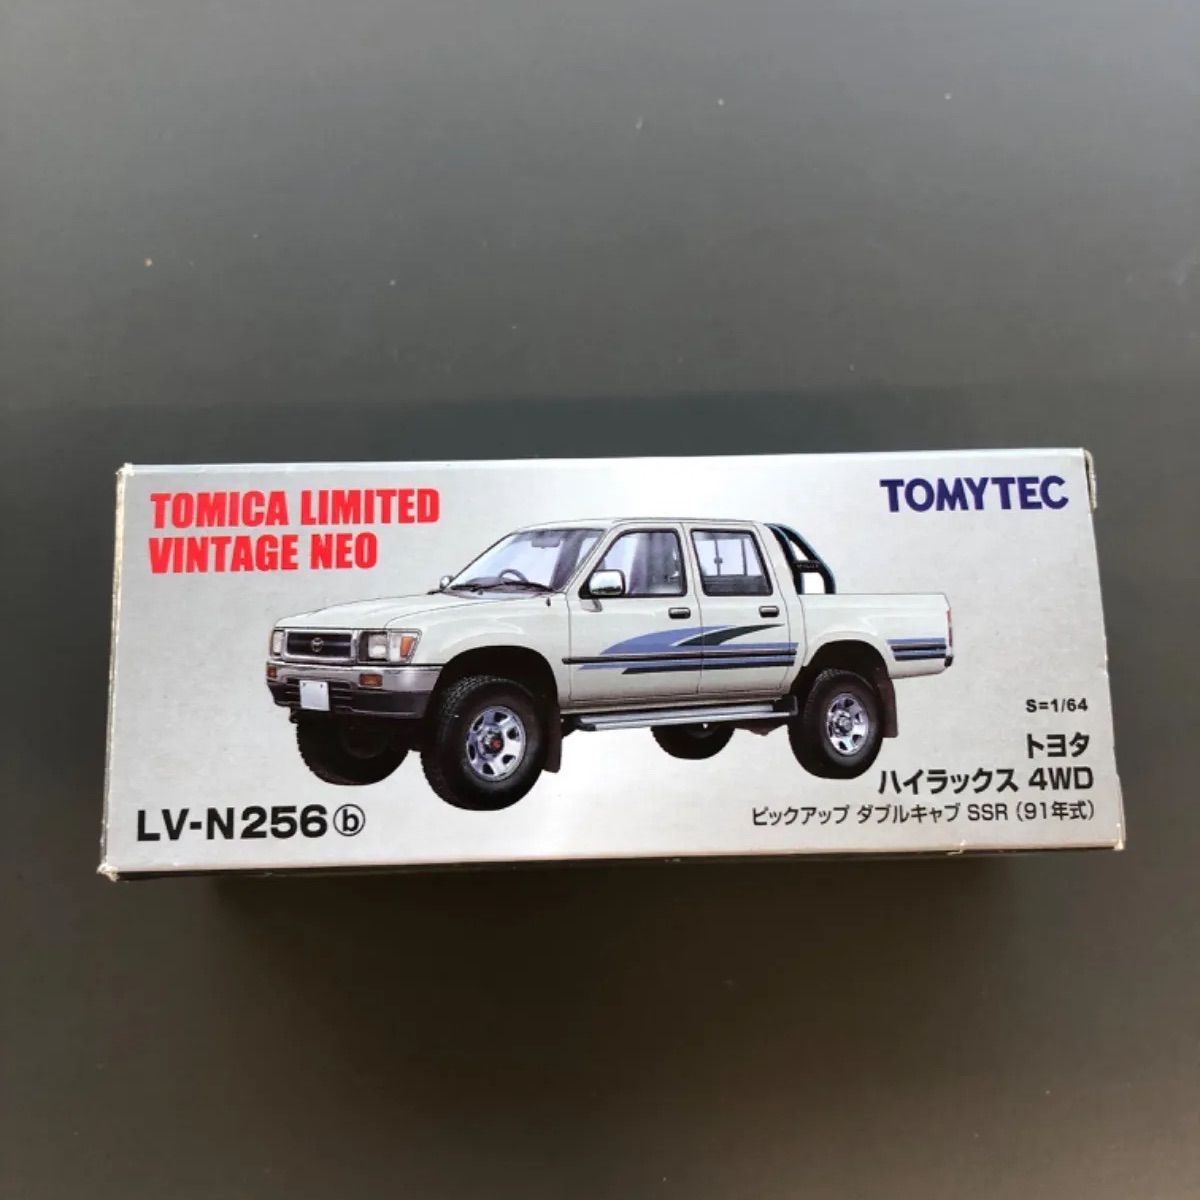 TOMICA LIMITED
VINTAGE NEO
TOMYTEC
S=1/64
トヨタ
ハイラックス 4WD
ピックアップ ダブルキャブ SSR (91年式)
LV-N256ⓑ